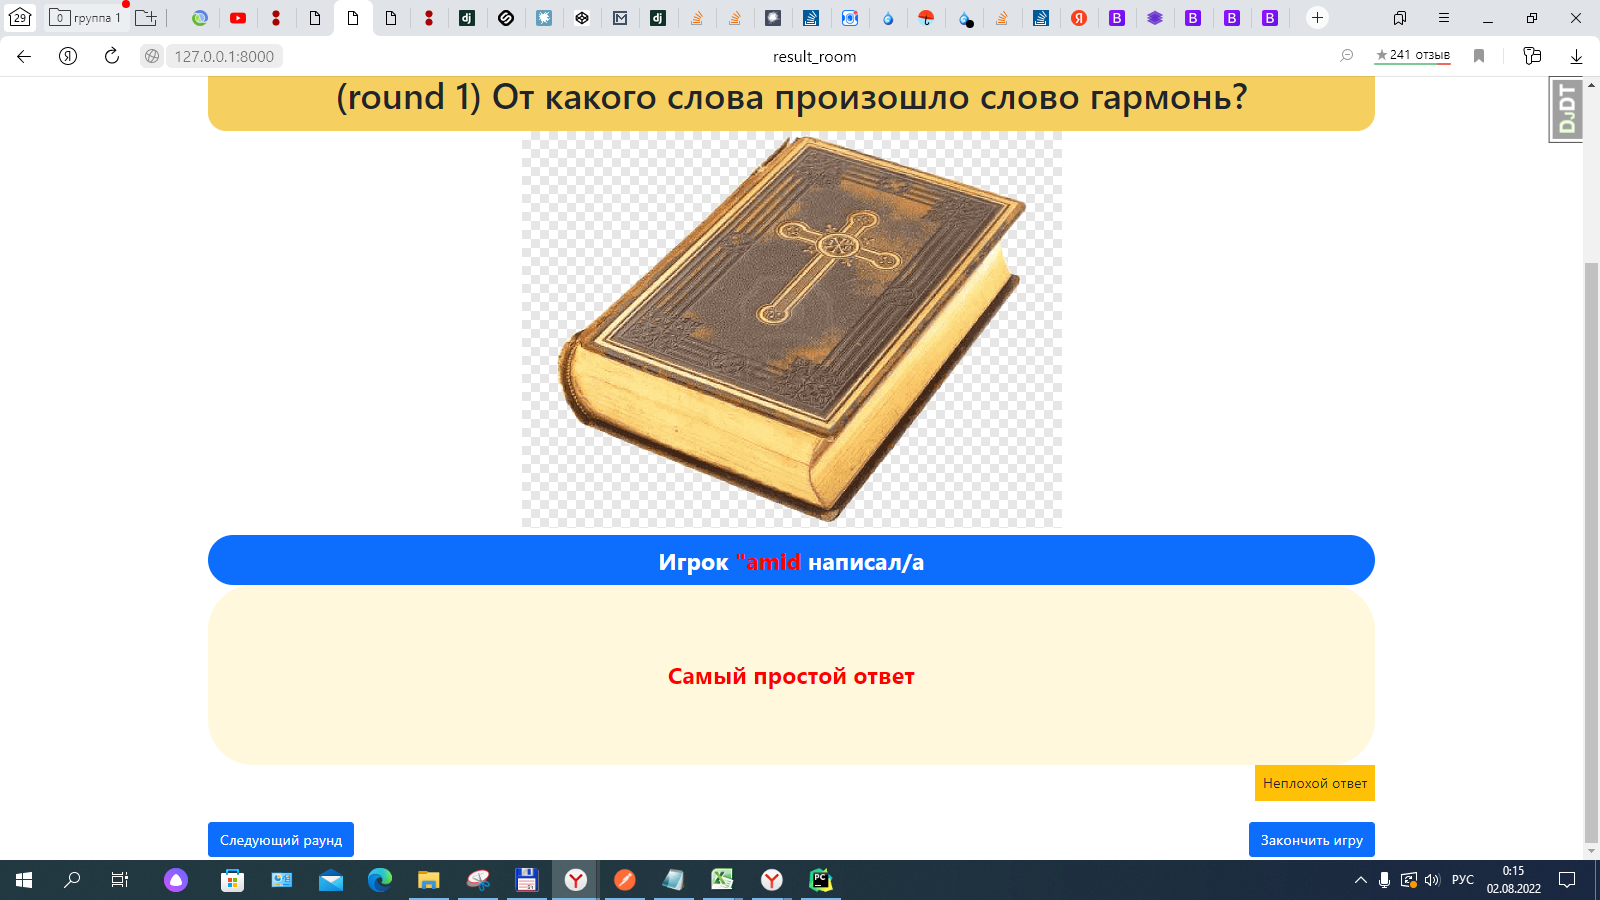 29
0
группа 1
127.0.0.1:8000
result_room
★241 отзыв
(round 1) От какого слова произошло слово гармонь?
DJDT
Игрок "amid написал/а
Самый простой ответ
Неплохой ответ
Следующий раунд
Закончить игру
РУС
0:15
02.08.2022